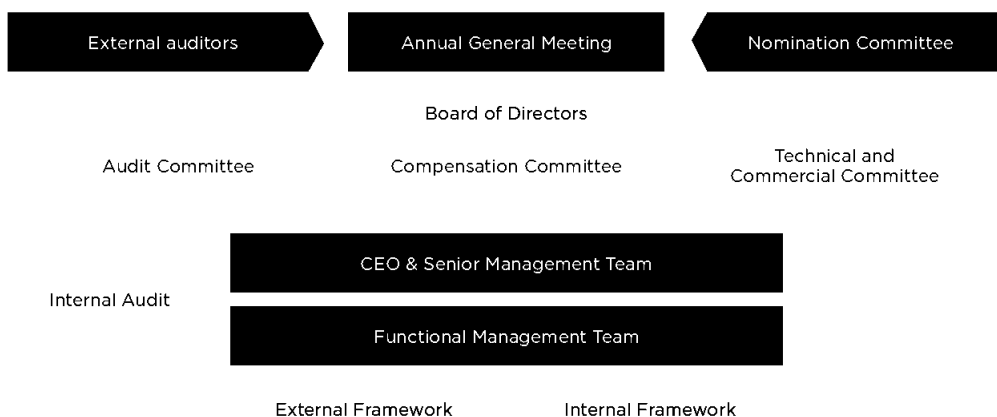 External auditors
Annual General Meeting
Nomination Committee
Board of Directors
Audit Committee
Compensation Committee
Technical and
Commercial Committee
CEO & Senior Management Team
Internal Audit
Functional Management Team
External Framework
Internal Framework